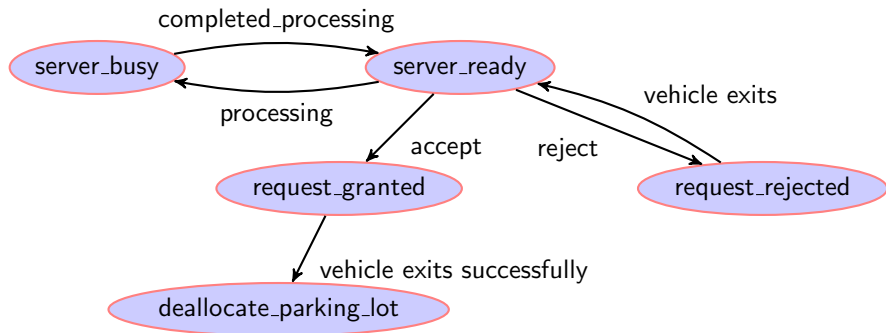 completed_processing
server_busy
server_ready
processing
vehicle exits
accept
reject
request_granted
request_rejected
vehicle exits successfully
deallocate_parking_lot